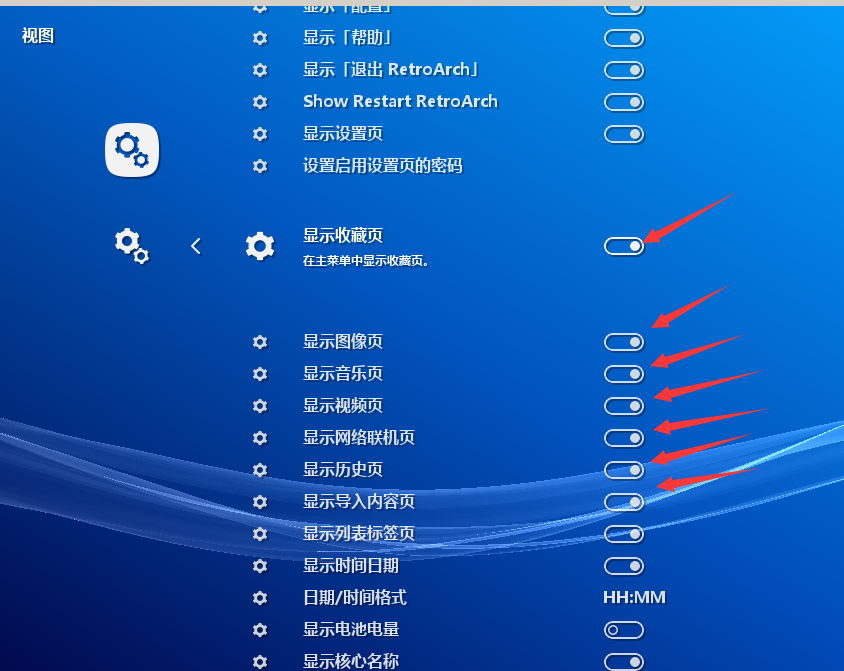 显示「配置」
视图
显示「帮助」
显示「退出 RetroArch」
Show Restart RetroArch
显示设置页
设置启用设置页的密码
显示收藏页
在主菜单中显示收藏页。
显示图像页
显示音乐页
显示视频页
显示网络联机页
显示历史页
显示导入内容页
显示列表标签页
显示时间日期
日期/时间格式 HH:MM
显示电池电量
显示核心名称